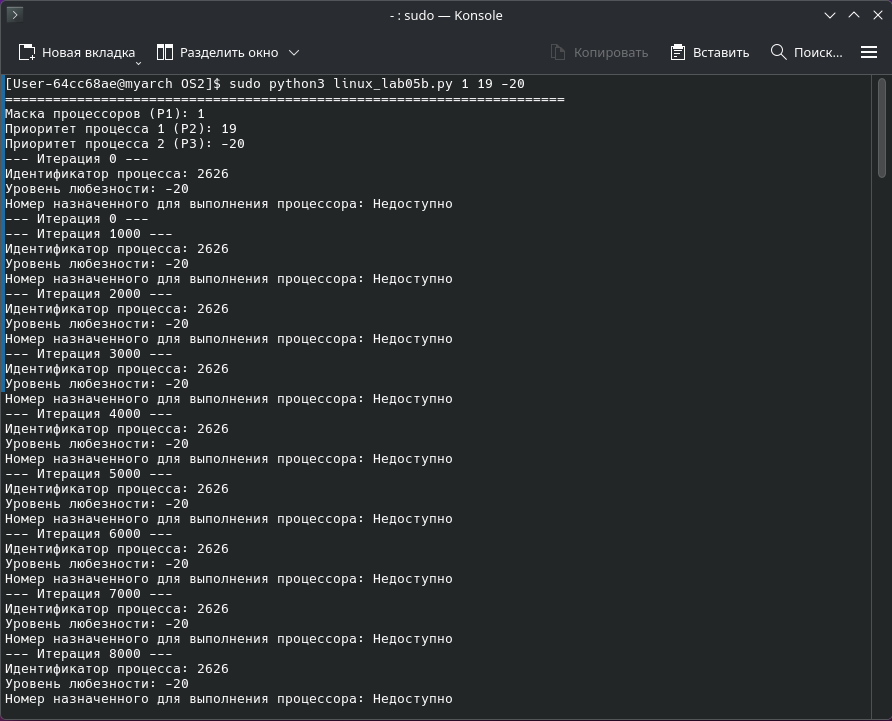 - : sudo — Konsole
Новая вкладка
Разделить окно
Копировать
Вставить
Поиск...
[User-64cc68ae@myarch OS2]$ sudo python3 linux_lab05b.py 1 19 -20
======================================================================
Маска процессоров (P1): 1
Приоритет процесса 1 (P2): 19
Приоритет процесса 2 (P3): -20
--- Итерация 0 ---
Идентификатор процесса: 2626
Уровень любезности: -20
Номер назначенного для выполнения процессора: Недоступно
--- Итерация 0 ---
--- Итерация 1000 ---
Идентификатор процесса: 2626
Уровень любезности: -20
Номер назначенного для выполнения процессора: Недоступно
--- Итерация 2000 ---
Идентификатор процесса: 2626
Уровень любезности: -20
Номер назначенного для выполнения процессора: Недоступно
--- Итерация 3000 ---
Идентификатор процесса: 2626
Уровень любезности: -20
Номер назначенного для выполнения процессора: Недоступно
--- Итерация 4000 ---
Идентификатор процесса: 2626
Уровень любезности: -20
Номер назначенного для выполнения процессора: Недоступно
--- Итерация 5000 ---
Идентификатор процесса: 2626
Уровень любезности: -20
Номер назначенного для выполнения процессора: Недоступно
--- Итерация 6000 ---
Идентификатор процесса: 2626
Уровень любезности: -20
Номер назначенного для выполнения процессора: Недоступно
--- Итерация 7000 ---
Идентификатор процесса: 2626
Уровень любезности: -20
Номер назначенного для выполнения процессора: Недоступно
--- Итерация 8000 ---
Идентификатор процесса: 2626
Уровень любезности: -20
Номер назначенного для выполнения процессора: Недоступно